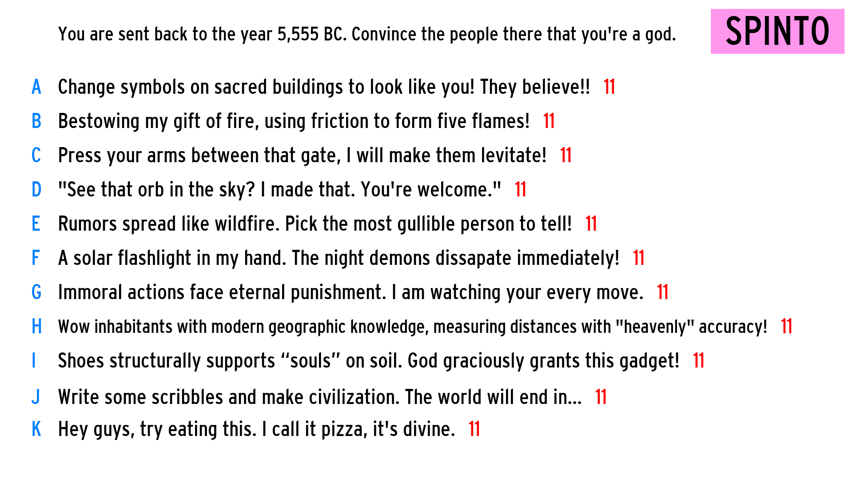 You are sent back to the year 5,555 BC. Convince the people there that you're a god.
SPINTO
A Change symbols on sacred buildings to look like you! They believe!! 11
B Bestowing my gift of fire, using friction to form five flames! 11
C Press your arms between that gate, I will make them levitate! 11
D "See that orb in the sky? I made that. You're welcome." 11
E Rumors spread like wildfire. Pick the most gullible person to tell! 11
F A solar flashlight in my hand. The night demons dissapate immediately! 11
G Immoral actions face eternal punishment. I am watching your every move. 11
H Wow inhabitants with modern geographic knowledge, measuring distances with "heavenly" accuracy! 11
I Shoes structurally supports “souls” on soil. God graciously grants this gadget! 11
J Write some scribbles and make civilization. The world will end in... 11
K Hey guys, try eating this. I call it pizza, it's divine. 11